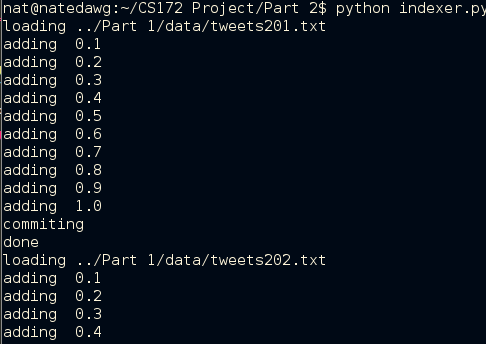 nat@natedawg:~/CS172 Project/Part 2$ python indexer.py
loading ../Part 1/data/tweets201.txt
adding  0.1
adding  0.2
adding  0.3
adding  0.4
adding  0.5
adding  0.6
adding  0.7
adding  0.8
adding  0.9
adding  1.0
commiting
done
loading ../Part 1/data/tweets202.txt
adding  0.1
adding  0.2
adding  0.3
adding  0.4